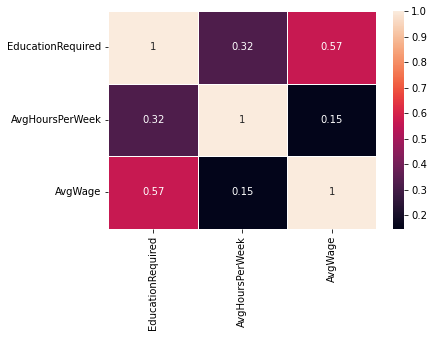 EducationRequired 1 0.32 0.57
AvgHoursPerWeek 0.32 1 0.15
AvgWage 0.57 0.15 1
EducationRequired
AvgHoursPerWeek
AvgWage
1.0
0.9
0.8
0.7
0.6
0.5
0.4
0.3
0.2